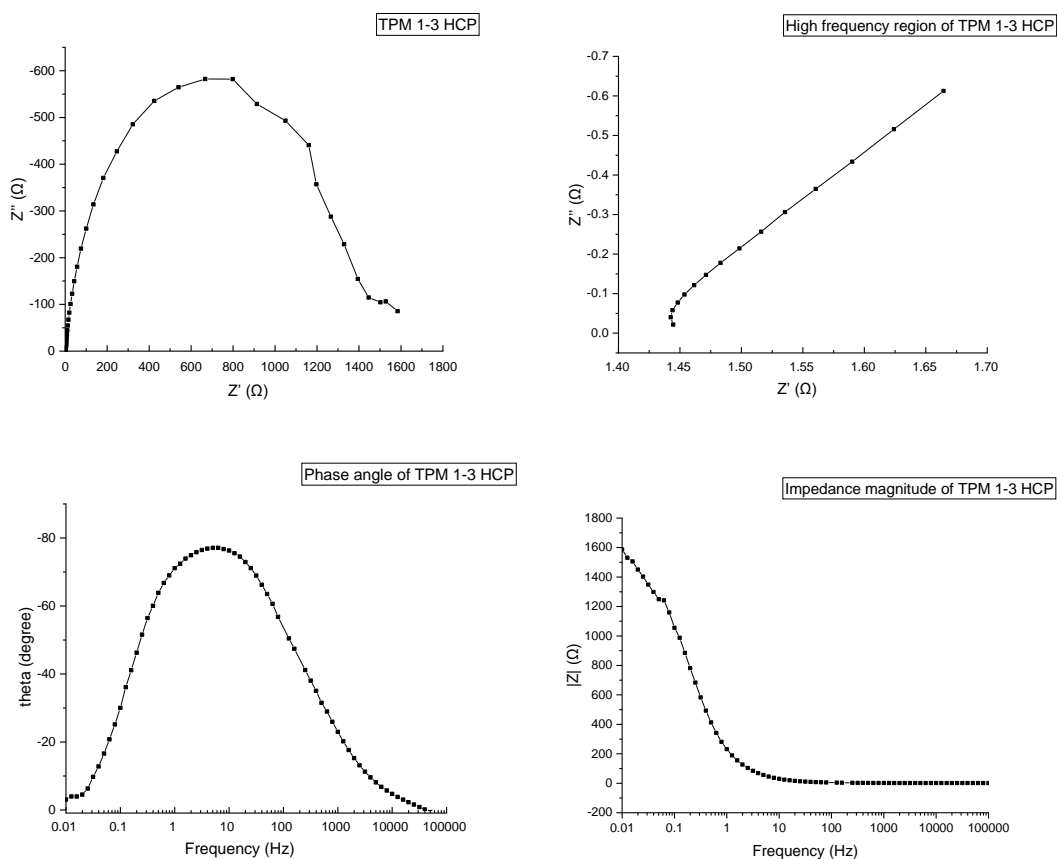 TPM 1-3 HCP
-600
-500
-400
-300
-200
-100
0
Z'' (Ω)
0 200 400 600 800 1000 1200 1400 1600 1800
Z' (Ω)
High frequency region of TPM 1-3 HCP
-0.7
-0.6
-0.5
-0.4
-0.3
-0.2
-0.1
0.0
Z'' (Ω)
1.40 1.45 1.50 1.55 1.60 1.65 1.70
Z' (Ω)
Phase angle of TPM 1-3 HCP
-80
-60
-40
-20
0
theta (degree)
0.01 0.1 1 10 100 1000 10000 100000
Frequency (Hz)
Impedance magnitude of TPM 1-3 HCP
1800
1600
1400
1200
1000
800
600
400
200
0
-200
|Z| (Ω)
0.01 0.1 1 10 100 1000 10000 100000
Frequency (Hz)